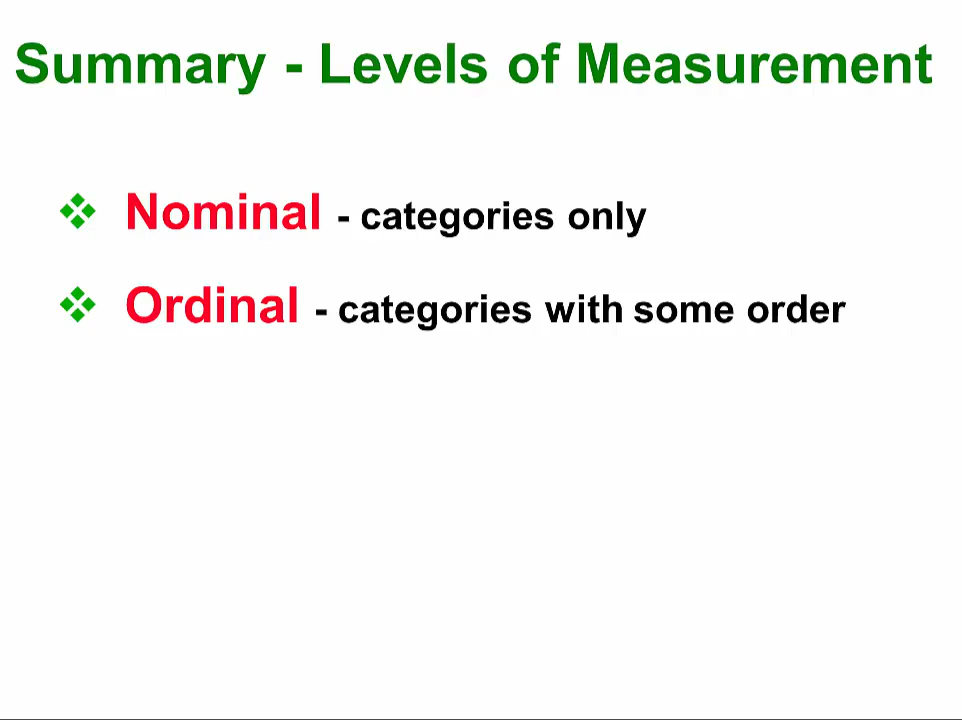 Summary - Levels of Measurement
❖ Nominal - categories only
❖ Ordinal - categories with some order